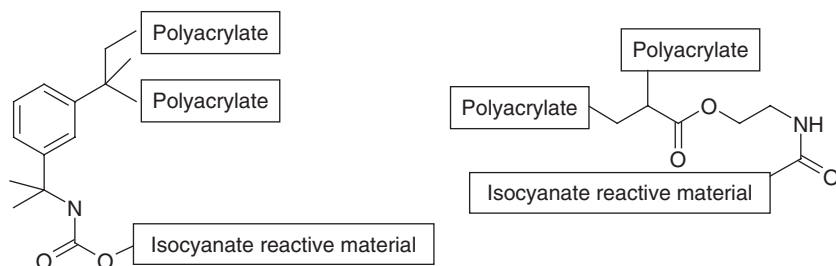 Polyacrylate
Polyacrylate
N
O
O
Isocyanate reactive material
Polyacrylate
Polyacrylate
O
NH
O
O
Isocyanate reactive material